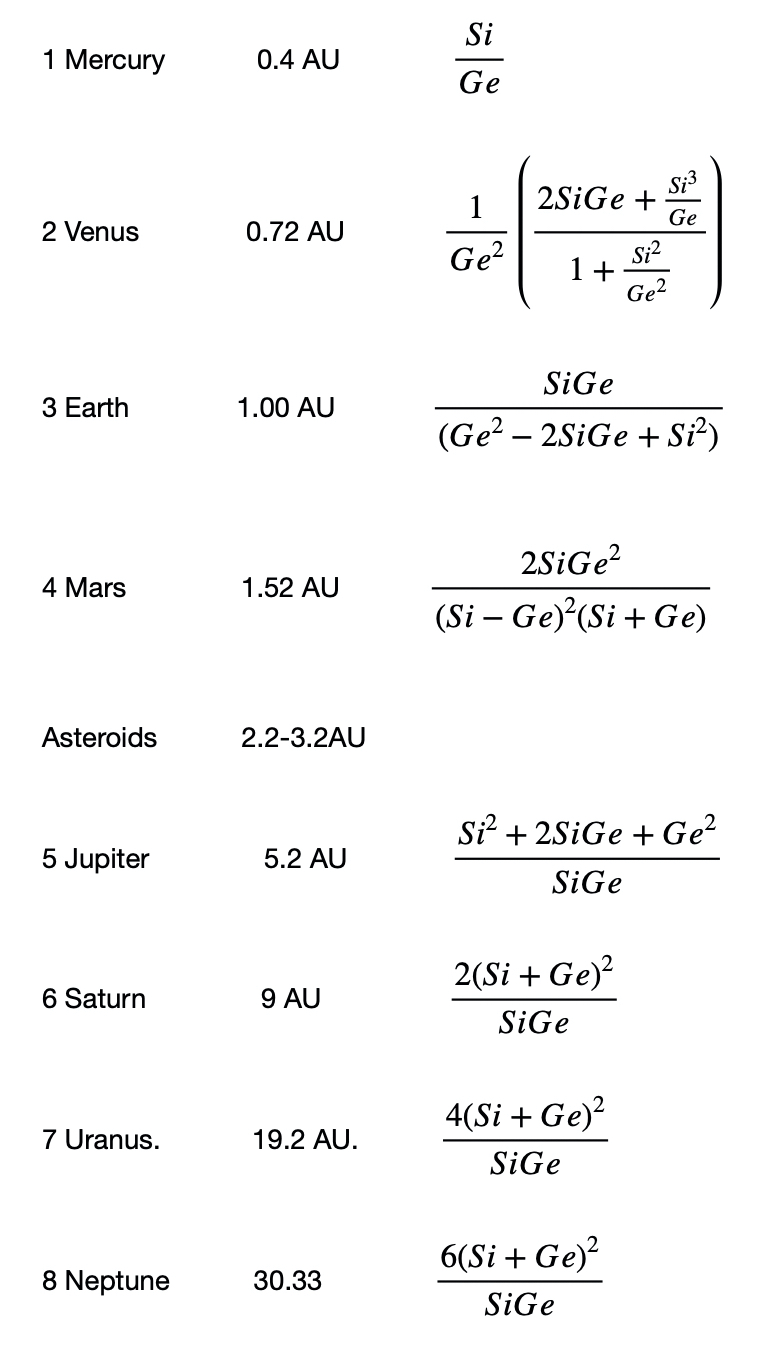 1 Mercury 0.4 AU \frac{Si}{Ge}
2 Venus 0.72 AU \frac{1}{Ge^2} \left( \frac{2SiGe + \frac{Si^3}{Ge}}{1 + \frac{Si^2}{Ge^2}} \right)
3 Earth 1.00 AU \frac{SiGe}{(Ge^2 - 2SiGe + Si^2)}
4 Mars 1.52 AU \frac{2SiGe^2}{(Si - Ge)^2(Si + Ge)}
Asteroids 2.2-3.2AU
5 Jupiter 5.2 AU \frac{Si^2 + 2SiGe + Ge^2}{SiGe}
6 Saturn 9 AU \frac{2(Si + Ge)^2}{SiGe}
7 Uranus. 19.2 AU. \frac{4(Si + Ge)^2}{SiGe}
8 Neptune 30.33 \frac{6(Si + Ge)^2}{SiGe}